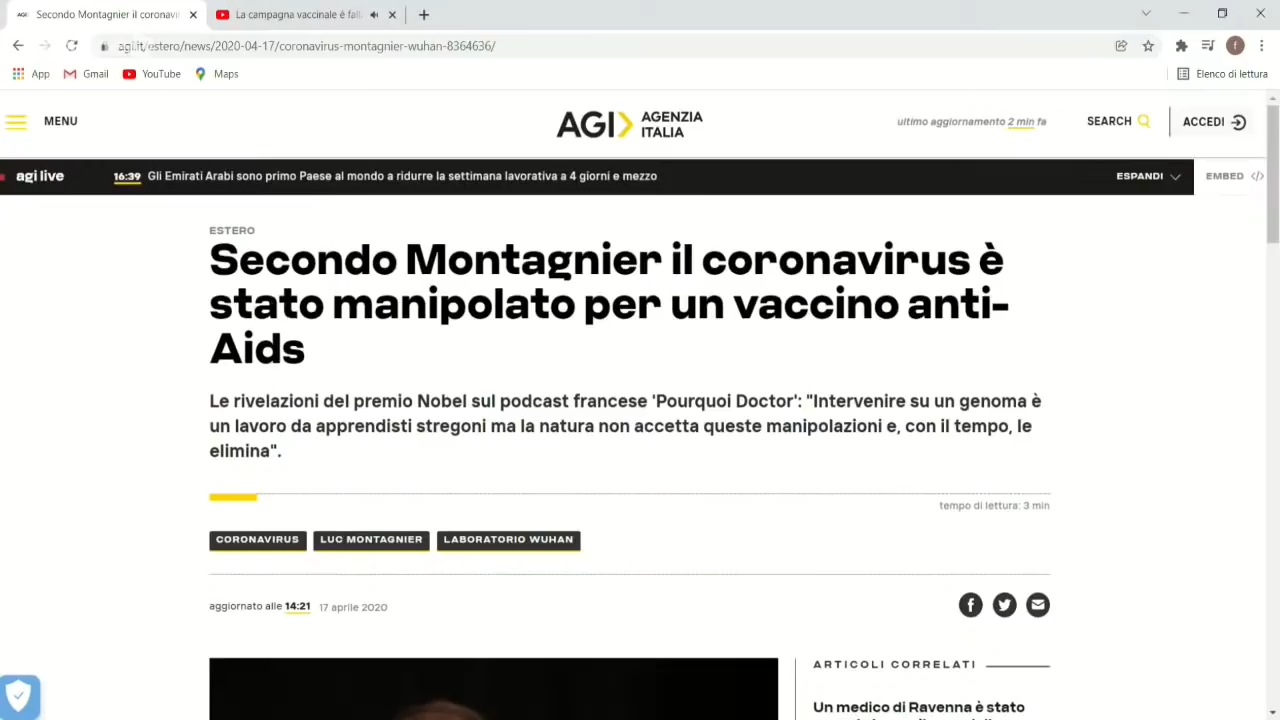 Secondo Montagnier il coronavir
La campagna vaccinale è fall
agi.it/estero/news/2020-04-17/coronavirus-montagnier-wuhan-8364636/
App Gmail YouTube Maps Elenco di lettura
MENU
AGI AGENZIA ITALIA
ultimo aggiornamento 2 min fa
SEARCH
ACCEDI
agi live
16:39 Gli Emirati Arabi sono primo Paese al mondo a ridurre la settimana lavorativa a 4 giorni e mezzo
ESPANDI
EMBED </>
ESTERO
Secondo Montagnier il coronavirus è
stato manipolato per un vaccino anti-
Aids
Le rivelazioni del premio Nobel sul podcast francese 'Pourquoi Doctor': "Intervenire su un genoma è
un lavoro da apprendisti stregoni ma la natura non accetta queste manipolazioni e, con il tempo, le
elimina".
tempo di lettura: 3 min
CORONAVIRUS LUC MONTAGNIER LABORATORIO WUHAN
aggiornato alle 14:21 17 aprile 2020
ARTICOLI CORRELATI
Un medico di Ravenna è stato